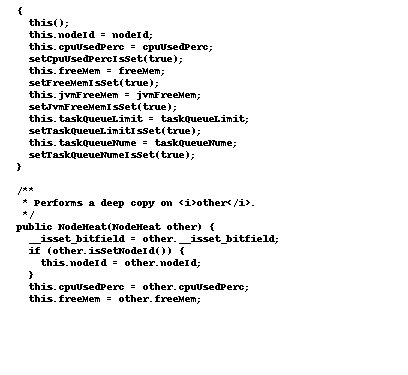 {
this();
this.nodeId = nodeId;
this.cpuUsedPerc = cpuUsedPerc;
setCpuUsedPercIsSet(true);
this.freeMem = freeMem;
setFreeMemIsSet(true);
this.jvmFreeMem = jvmFreeMem;
setJvmFreeMemIsSet(true);
this.taskQueueLimit = taskQueueLimit;
setTaskQueueLimitIsSet(true);
this.taskQueueNume = taskQueueNume;
setTaskQueueNumeIsSet(true);
}
/**
* Performs a deep copy on <i>other</i>.
*/
public NodeHeat(NodeHeat other) {
__isset_bitfield = other.__isset_bitfield;
if (other.isSetNodeId()) {
this.nodeId = other.nodeId;
}
this.cpuUsedPerc = other.cpuUsedPerc;
this.freeMem = other.freeMem;